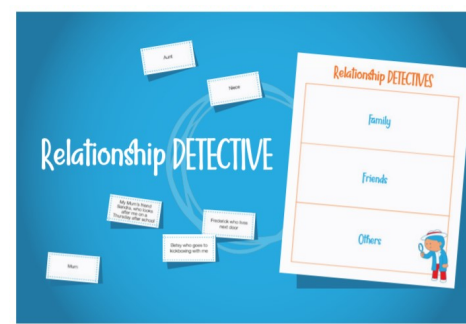 Aunt
Niece
Relationship DETECTIVE
My Mum's friend
Sandra, who looks
after me on a
Thursday after school
Frederick who lives
next door
Daisy who goes to
kickboxing with me
Mum
Relationship DETECTIVES
Family
Friends
Others